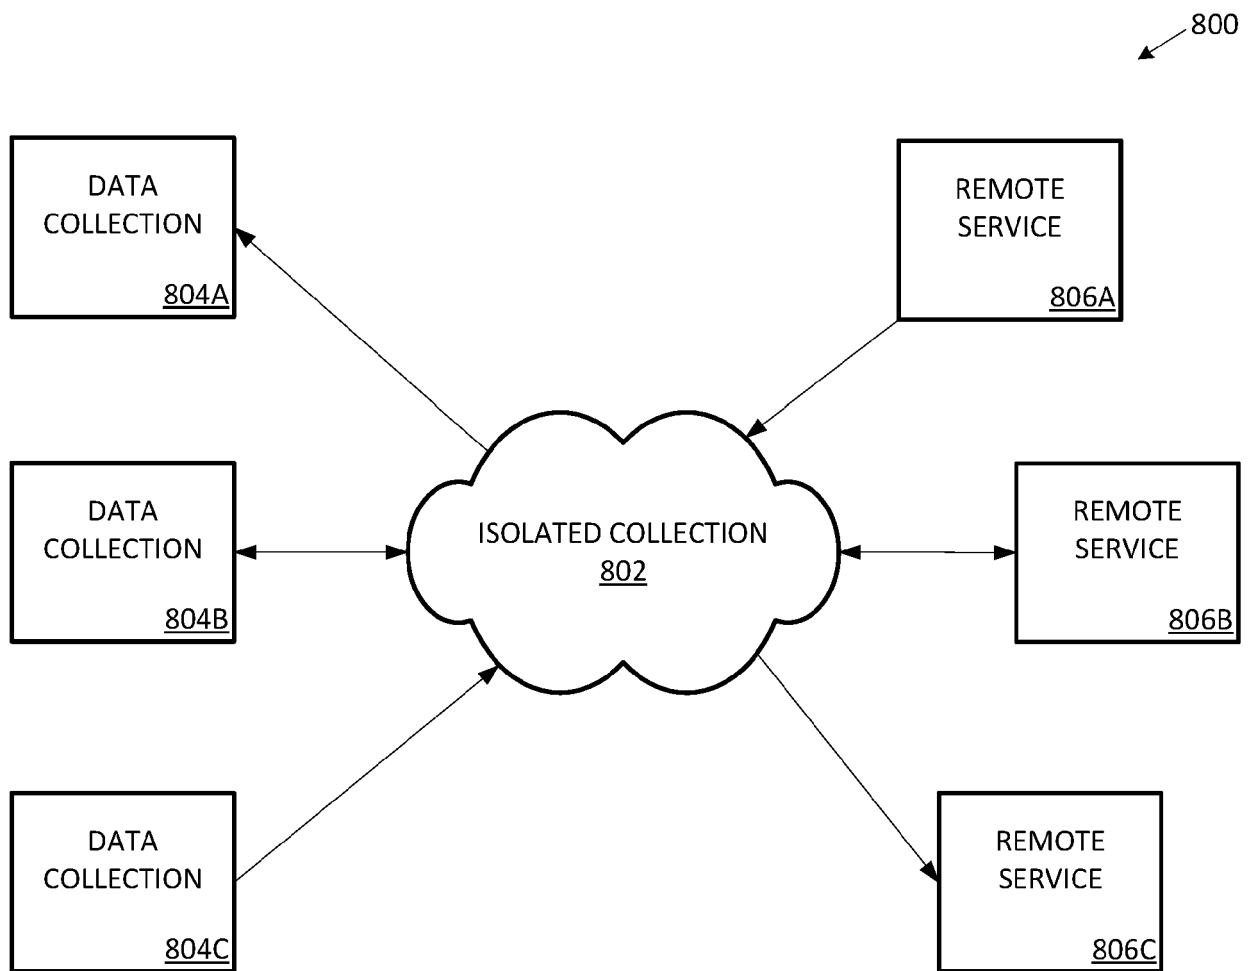 800
DATA
COLLECTION
804A
REMOTE
SERVICE
806A
DATA
COLLECTION
804B
ISOLATED COLLECTION
802
REMOTE
SERVICE
806B
DATA
COLLECTION
804C
REMOTE
SERVICE
806C